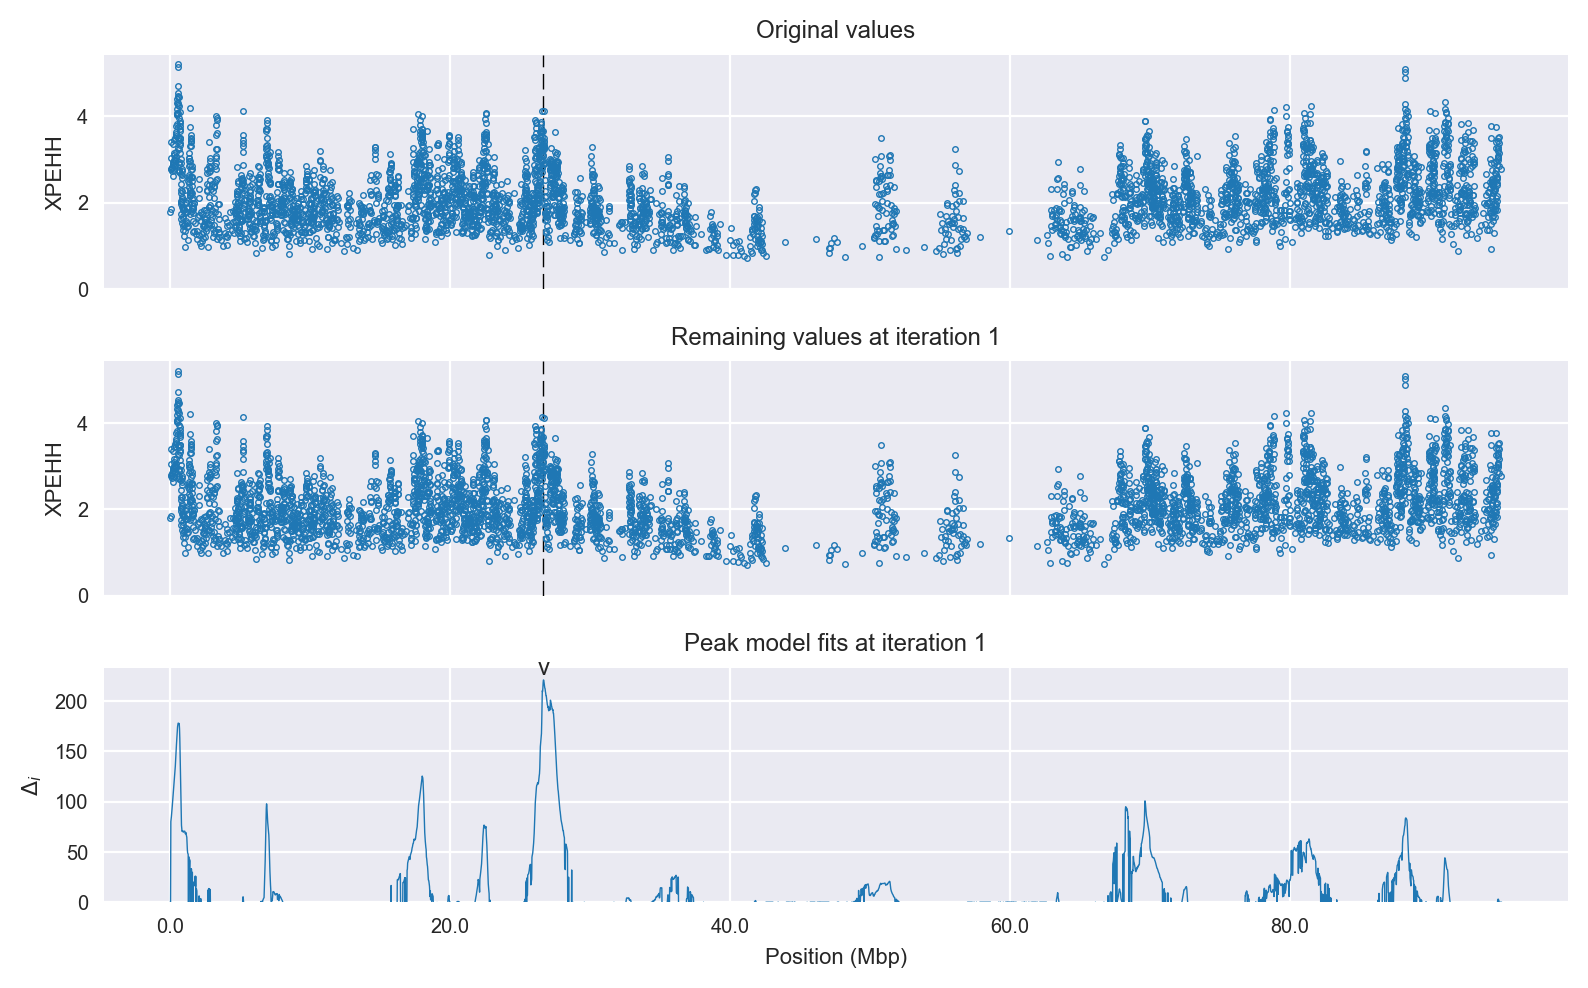 Original values
XPEHH
4
2
0
Remaining values at iteration 1
XPEHH
4
2
0
Peak model fits at iteration 1
v
Δi
200
150
100
50
0
0.0 20.0 40.0 60.0 80.0
Position (Mbp)